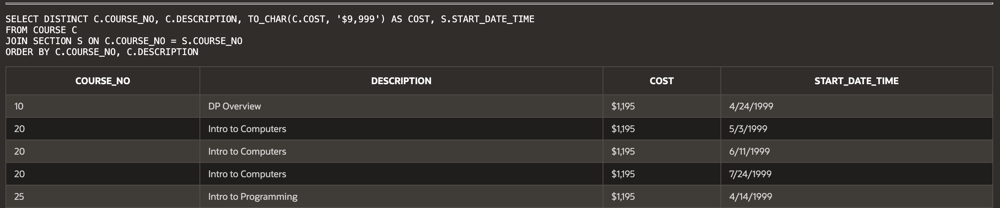 SELECT DISTINCT C.COURSE_NO, C.DESCRIPTION, TO_CHAR(C.COST, '$9,999') AS COST, S.START_DATE_TIME
FROM COURSE C
JOIN SECTION S ON C.COURSE_NO = S.COURSE_NO
ORDER BY C.COURSE_NO, C.DESCRIPTION
COURSE_NO DESCRIPTION COST START_DATE_TIME
10 DP Overview $1,195 4/24/1999
20 Intro to Computers $1,195 5/3/1999
20 Intro to Computers $1,195 6/11/1999
20 Intro to Computers $1,195 7/24/1999
25 Intro to Programming $1,195 4/14/1999